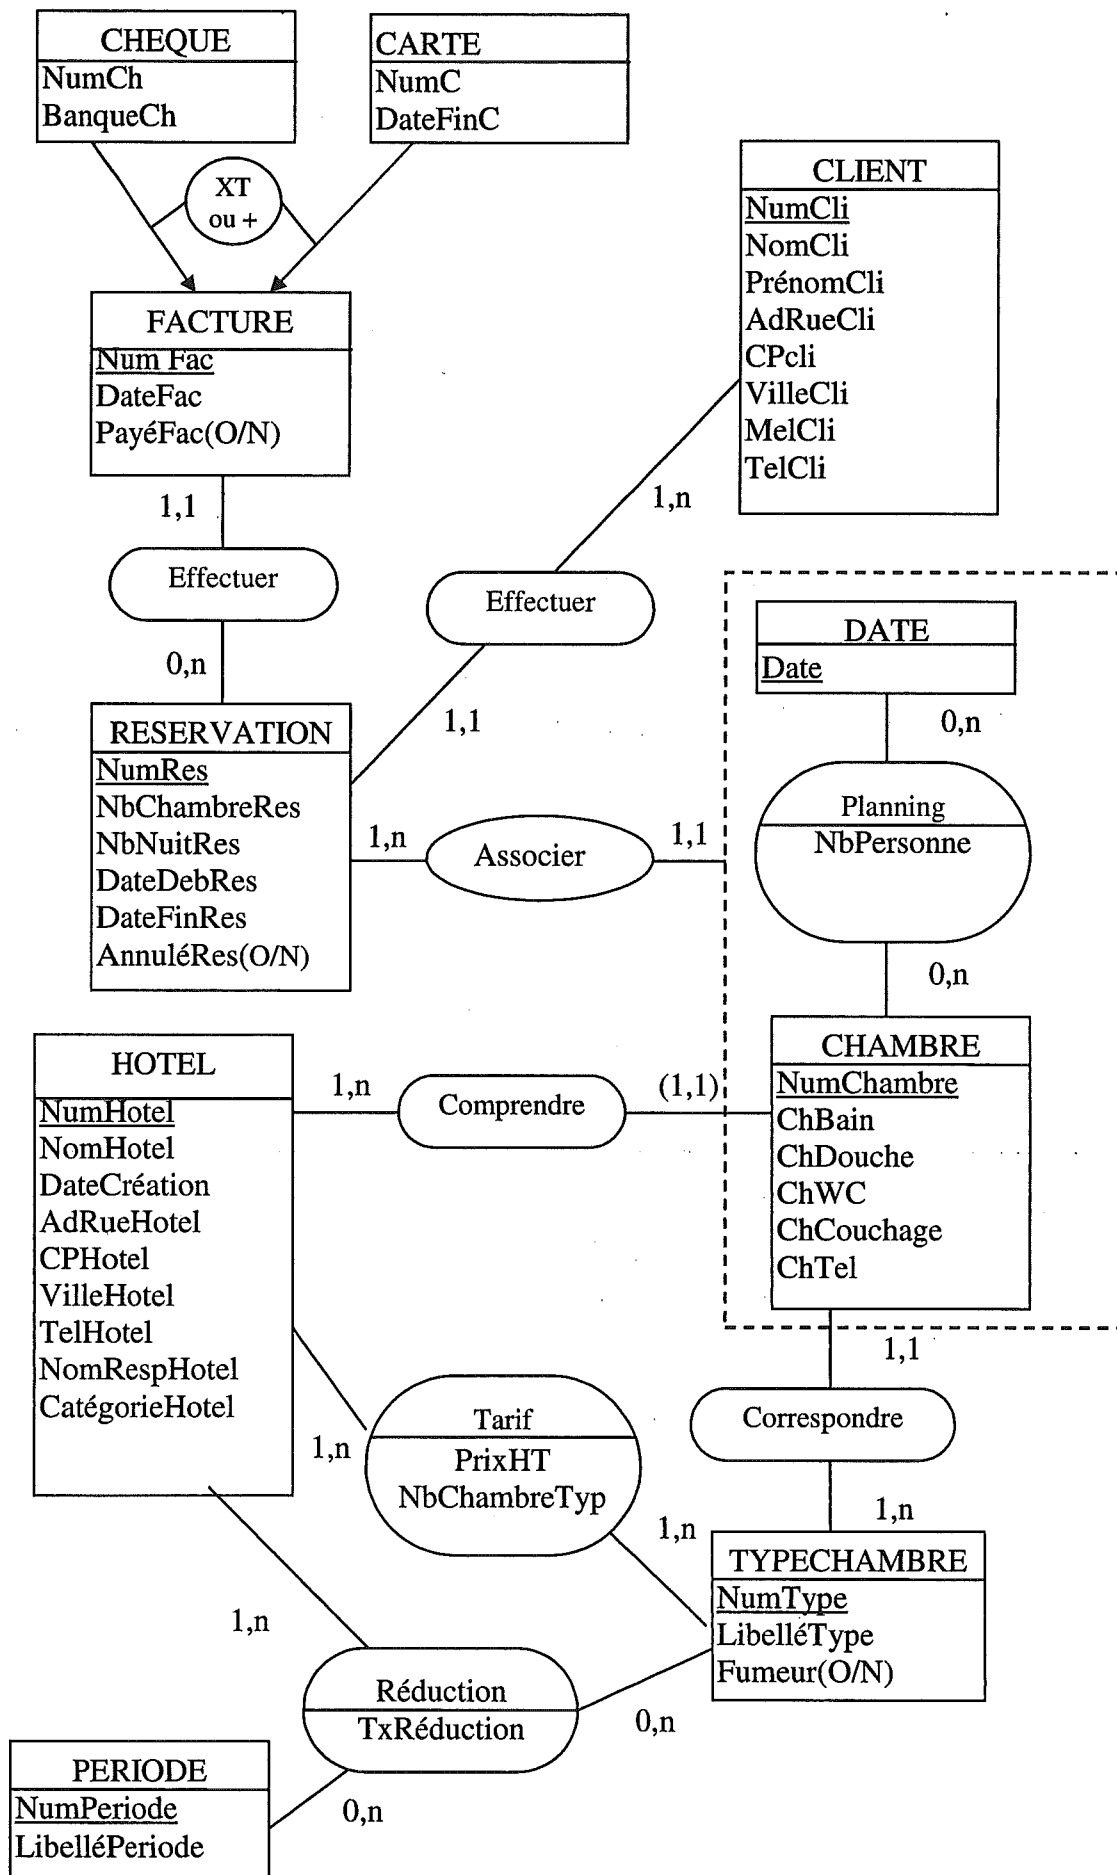 CHEQUE
NumCh
BanqueCh
CARTE
NumC
DateFinC
XT
ou +
CLIENT
NumCli
NomCli
PrénomCli
AdRueCli
CPcli
VilleCli
MelCli
TelCli
FACTURE
Num Fac
DateFac
PayéFac(O/N)
1,1
Effectuer
0,n
1,n
Effectuer
1,1
DATE
Date
0,n
Planning
NbPersonne
0,n
RESERVATION
NumRes
NbChambreRes
NbNuitRes
DateDebRes
DateFinRes
AnnuléRes(O/N)
1,n
Associer
1,1
HOTEL
NumHotel
NomHotel
DateCréation
AdRueHotel
CPHotel
VilleHotel
TelHotel
NomRespHotel
CatégorieHotel
1,n
Comprendre
(1,1)
CHAMBRE
NumChambre
ChBain
ChDouche
ChWC
ChCouchage
ChTel
1,1
Correspondre
1,n
1,n
Tarif
PrixHT
NbChambreTyp
1,n
TYPECHAMBRE
NumType
LibelléType
Fumeur(O/N)
1,n
Réduction
TxRéduction
0,n
0,n
PERIODE
NumPeriode
LibelléPeriode